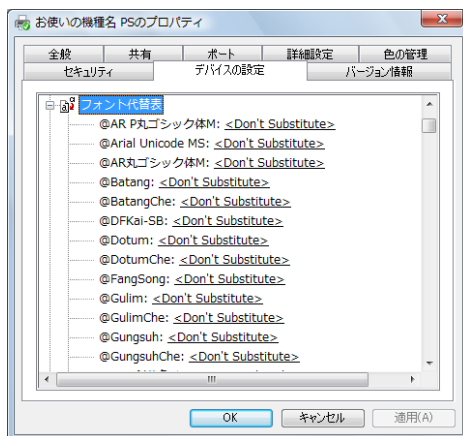 お使いの機種名 PSのプロパティ
全般 共有 ポート 詳細設定 色の管理
セキュリティ デバイスの設定 バージョン情報
フォント代替表
@AR P丸ゴシック体M: <Don't Substitute>
@Arial Unicode MS: <Don't Substitute>
@AR丸ゴシック体M: <Don't Substitute>
@Batang: <Don't Substitute>
@BatangChe: <Don't Substitute>
@DFKai-SB: <Don't Substitute>
@Dotum: <Don't Substitute>
@DotumChe: <Don't Substitute>
@FangSong: <Don't Substitute>
@Gulim: <Don't Substitute>
@GulimChe: <Don't Substitute>
@Gungsuh: <Don't Substitute>
@GungsuhChe: <Don't Substitute>
OK キャンセル 適用(A)